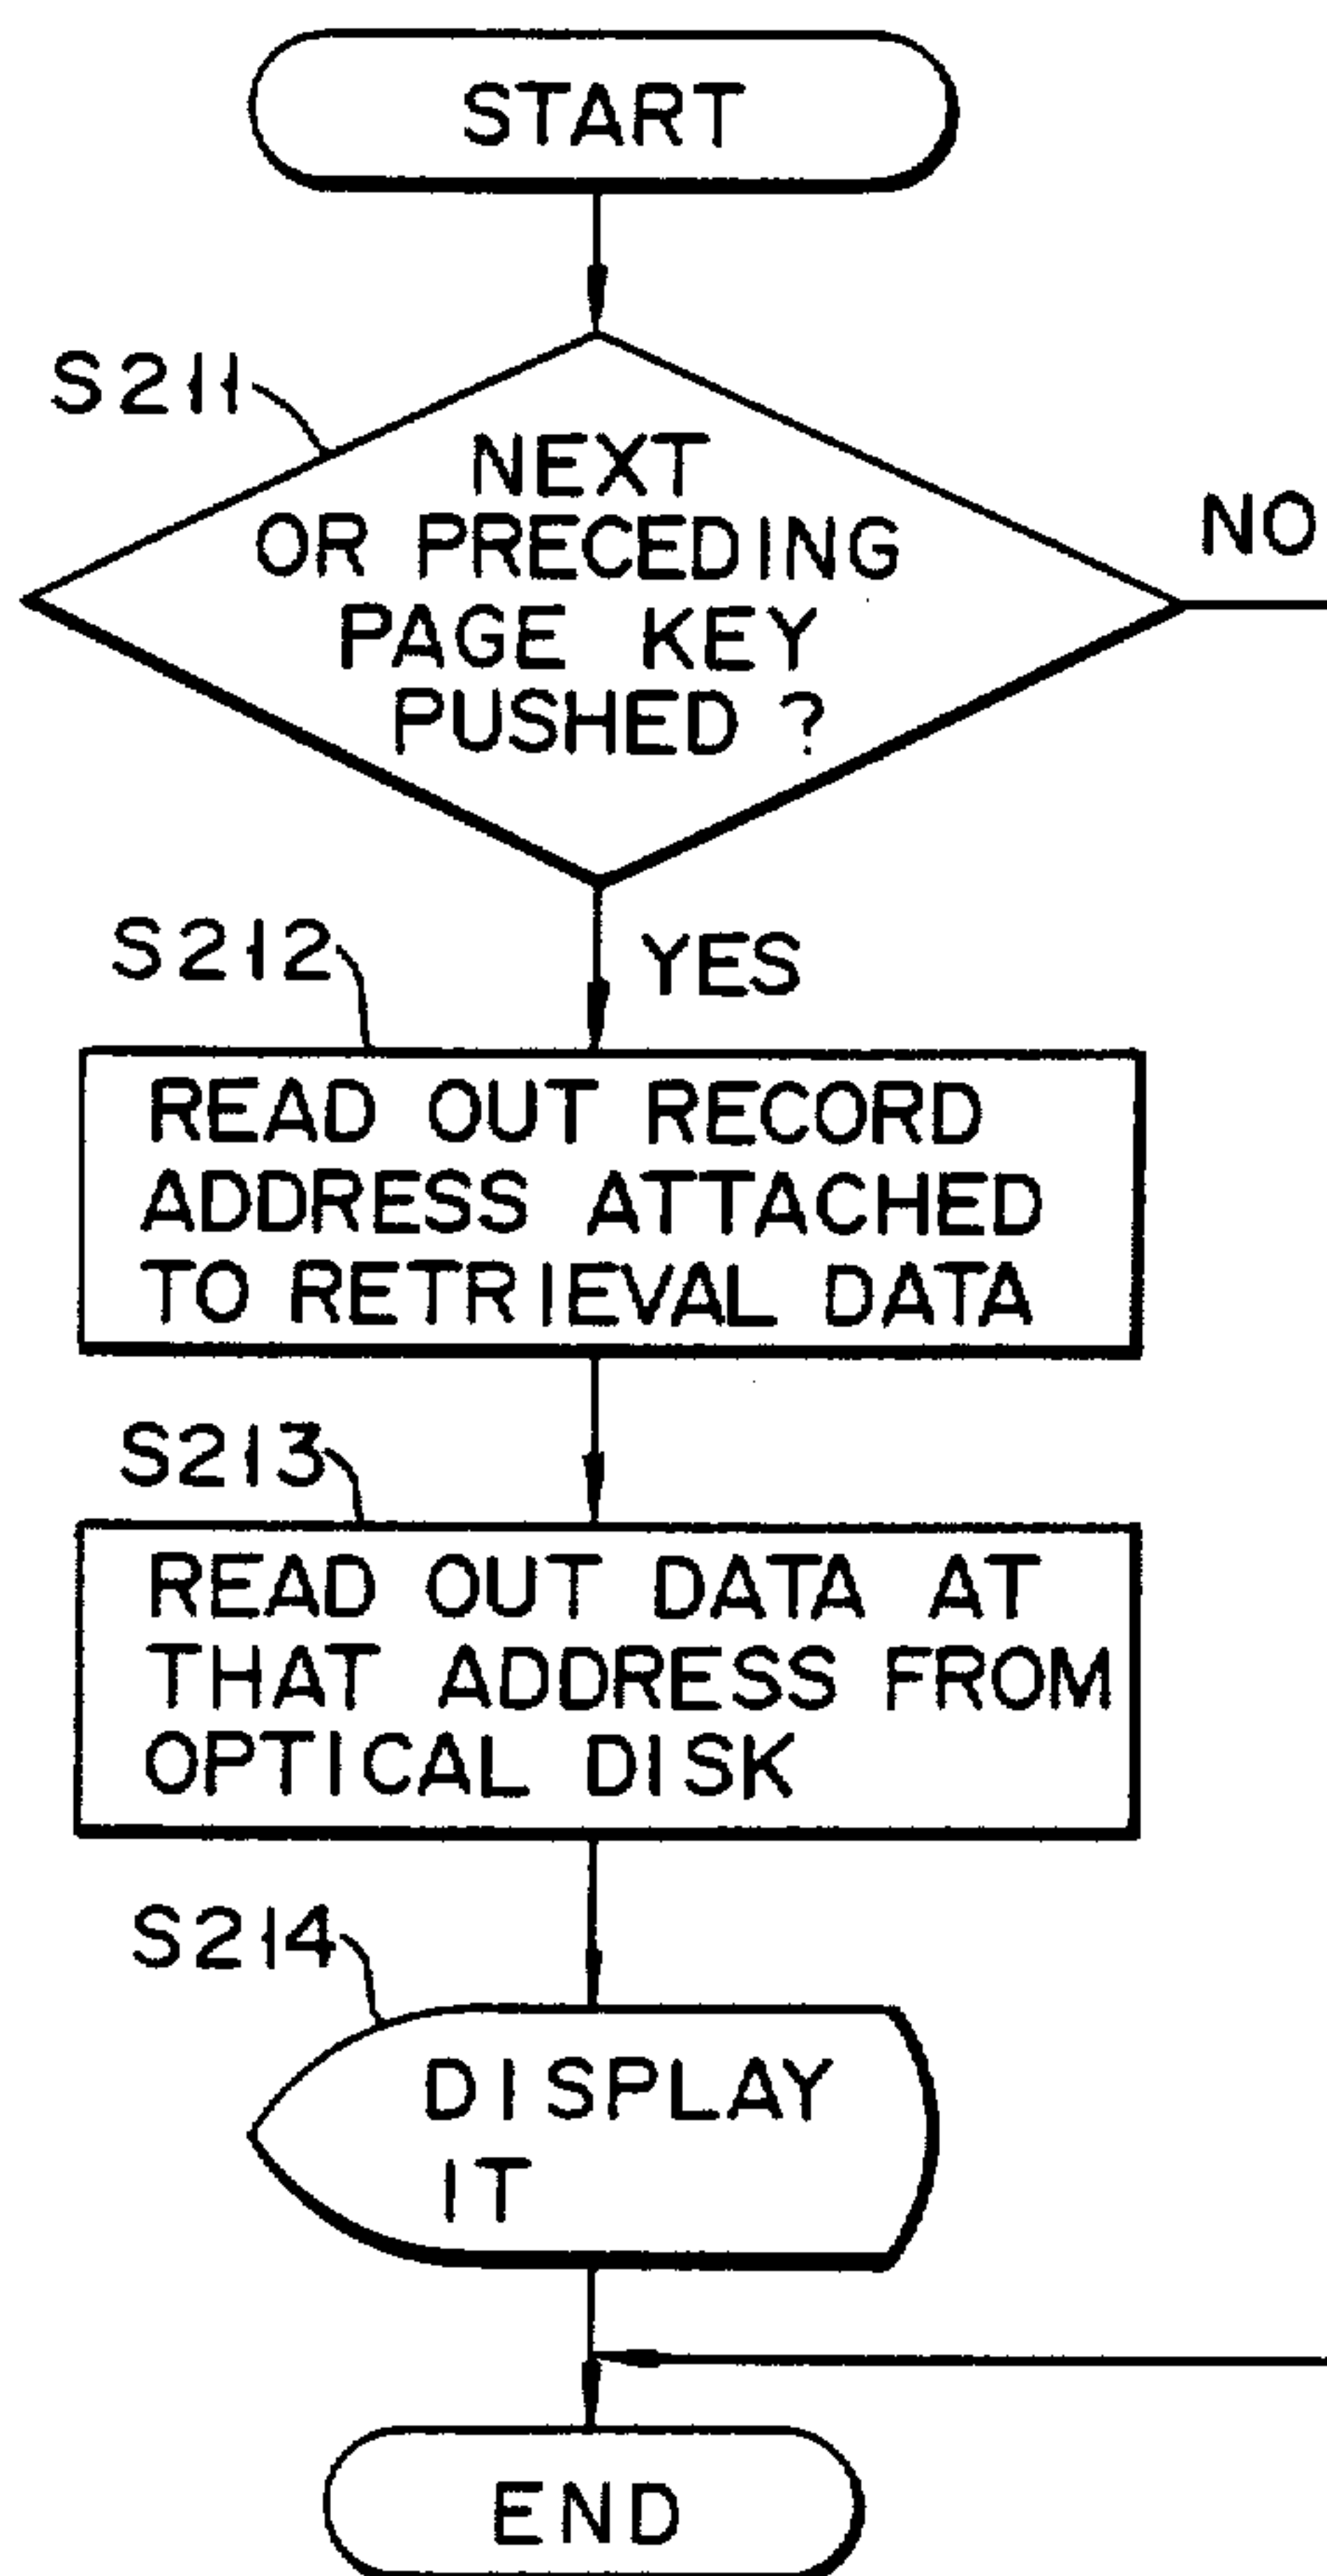 START
S211
NEXT
OR PRECEDING
PAGE KEY
PUSHED ?
NO
S212
YES
READ OUT RECORD
ADDRESS ATTACHED
TO RETRIEVAL DATA
S213
READ OUT DATA AT
THAT ADDRESS FROM
OPTICAL DISK
S214
DISPLAY
IT
END